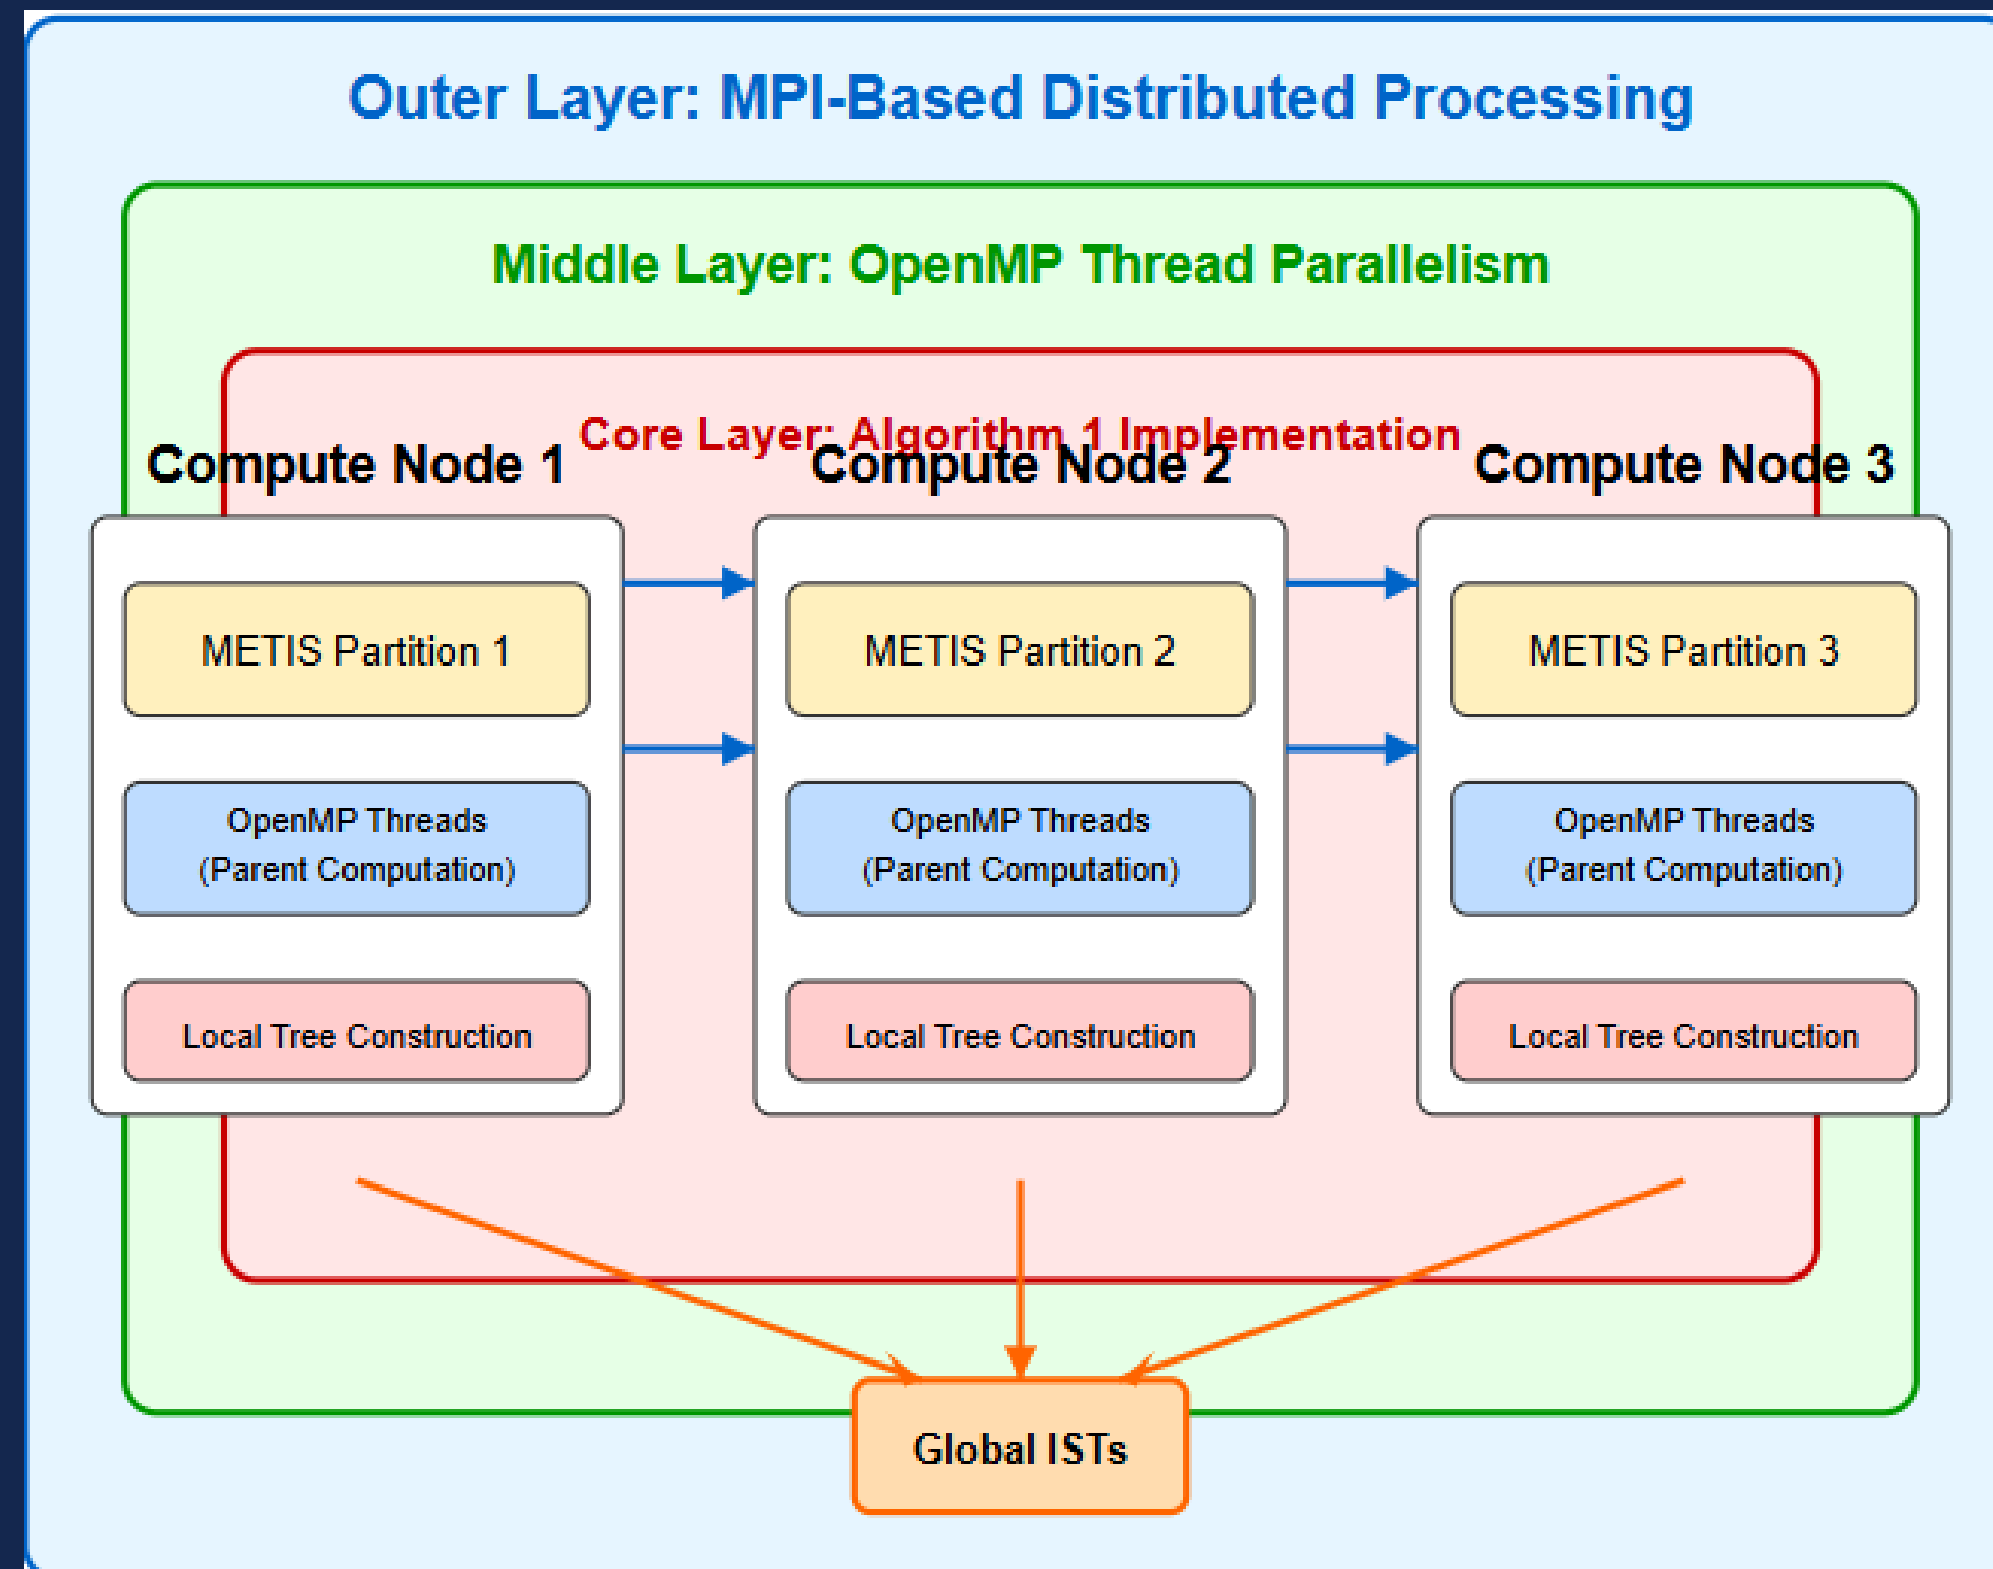 Outer Layer: MPI-Based Distributed Processing
Middle Layer: OpenMP Thread Parallelism
Core Layer: Algorithm 1 Implementation
Compute Node 1
Compute Node 2
Compute Node 3
METIS Partition 1
METIS Partition 2
METIS Partition 3
OpenMP Threads
(Parent Computation)
OpenMP Threads
(Parent Computation)
OpenMP Threads
(Parent Computation)
Local Tree Construction
Local Tree Construction
Local Tree Construction
Global ISTs